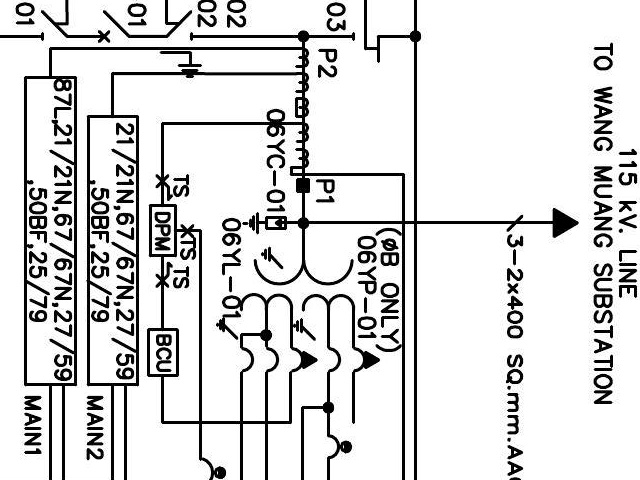 115 kV. LINE
TO WANG MUANG SUBSTATION
3-2x400 SQ.mm.AA
03
02
02
01
01
P2
P1
06YC-01
(ØB ONLY)
06YP-01
06YL-01
TS
TS
TS
DPM
BCU
21/21N,67/67N,27/59
,50BF,25/79
MAIN2
87L,21/21N,67/67N,27/59
,50BF,25/79
MAIN1